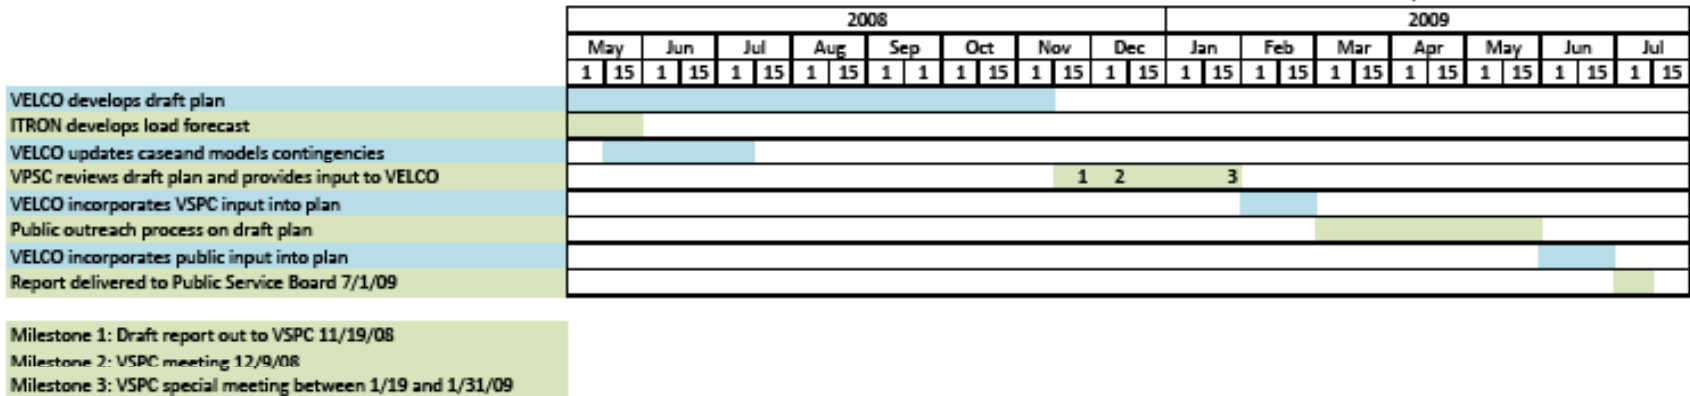 2008 2009
May Jun Jul Aug Sep Oct Nov Dec Jan Feb Mar Apr May Jun Jul
1 15 1 15 1 15 1 15 1 1 1 15 1 15 1 15 1 15 1 15 1 15 1 15 1 15 1 15 1 15
VELCO develops draft plan
ITRON develops load forecast
VELCO updates caseand models contingencies
VPSC reviews draft plan and provides input to VELCO 1 2 3
VELCO incorporates VSPC input into plan
Public outreach process on draft plan
VELCO incorporates public input into plan
Report delivered to Public Service Board 7/1/09
Milestone 1: Draft report out to VSPC 11/19/08
Milestone 2: VSPC meeting 12/9/08
Milestone 3: VSPC special meeting between 1/19 and 1/31/09